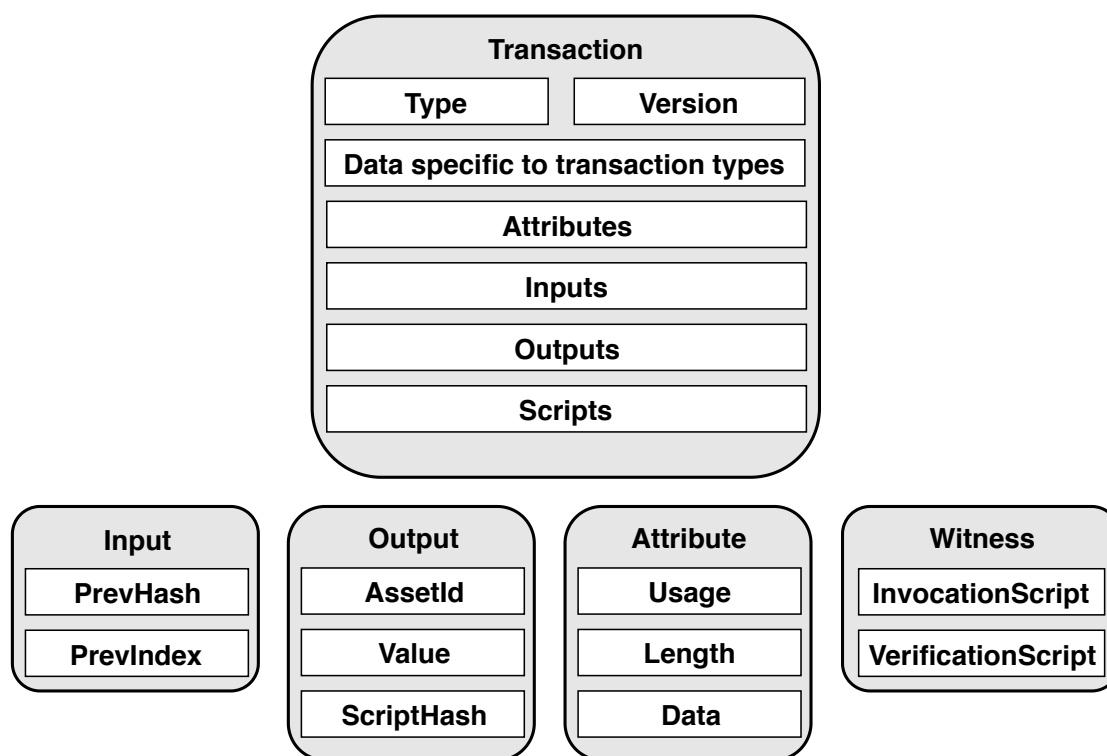 Transaction
Type Version
Data specific to transaction types
Attributes
Inputs
Outputs
Scripts
Input Output Attribute Witness
PrevHash AssetId Usage InvocationScript
PrevIndex Value Length VerificationScript
ScriptHash Data